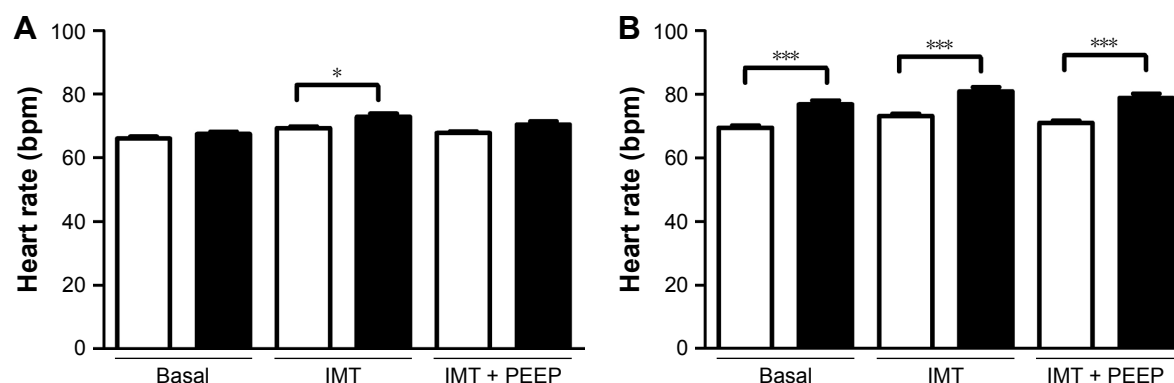 A
Heart rate (bpm)
100
80
60
40
20
0
*
Basal
IMT
IMT + PEEP
B
Heart rate (bpm)
100
80
60
40
20
0
***
***
***
Basal
IMT
IMT + PEEP